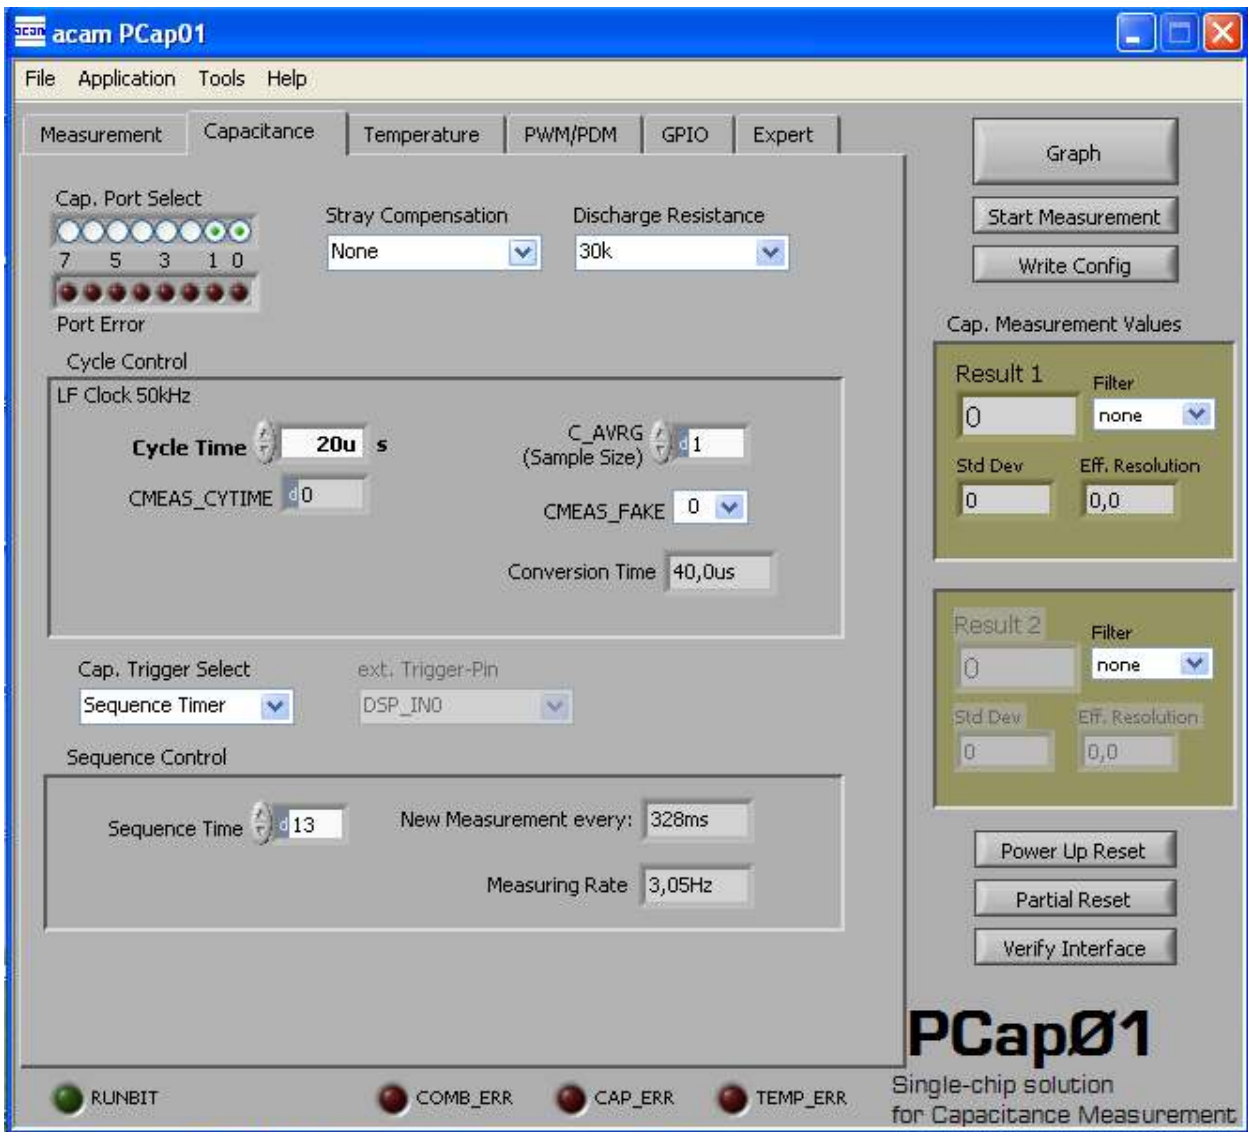 acam acam PCap01
File Application Tools Help
Measurement Capacitance Temperature PWM/PDM GPIO Expert
Graph
Start Measurement
Write Config
Cap. Port Select
7 5 3 1 0
Port Error
Stray Compensation
None
Discharge Resistance
30k
Cycle Control
LF Clock 50kHz
Cycle Time 20u s
CMEAS_CYTIME d 0
C_AVRG
(Sample Size) d 1
CMEAS_FAKE 0
Conversion Time 40,0us
Cap. Trigger Select
Sequence Timer
ext. Trigger-Pin
DSP_IN0
Sequence Control
Sequence Time d 13
New Measurement every: 328ms
Measuring Rate 3,05Hz
Cap. Measurement Values
Result 1
0
Filter
none
Std Dev
0
Eff. Resolution
0,0
Result 2
0
Filter
none
Std Dev
0
Eff. Resolution
0,0
Power Up Reset
Partial Reset
Verify Interface
PCapØ1
Single-chip solution
for Capacitance Measurement
RUNBIT COMB_ERR CAP_ERR TEMP_ERR